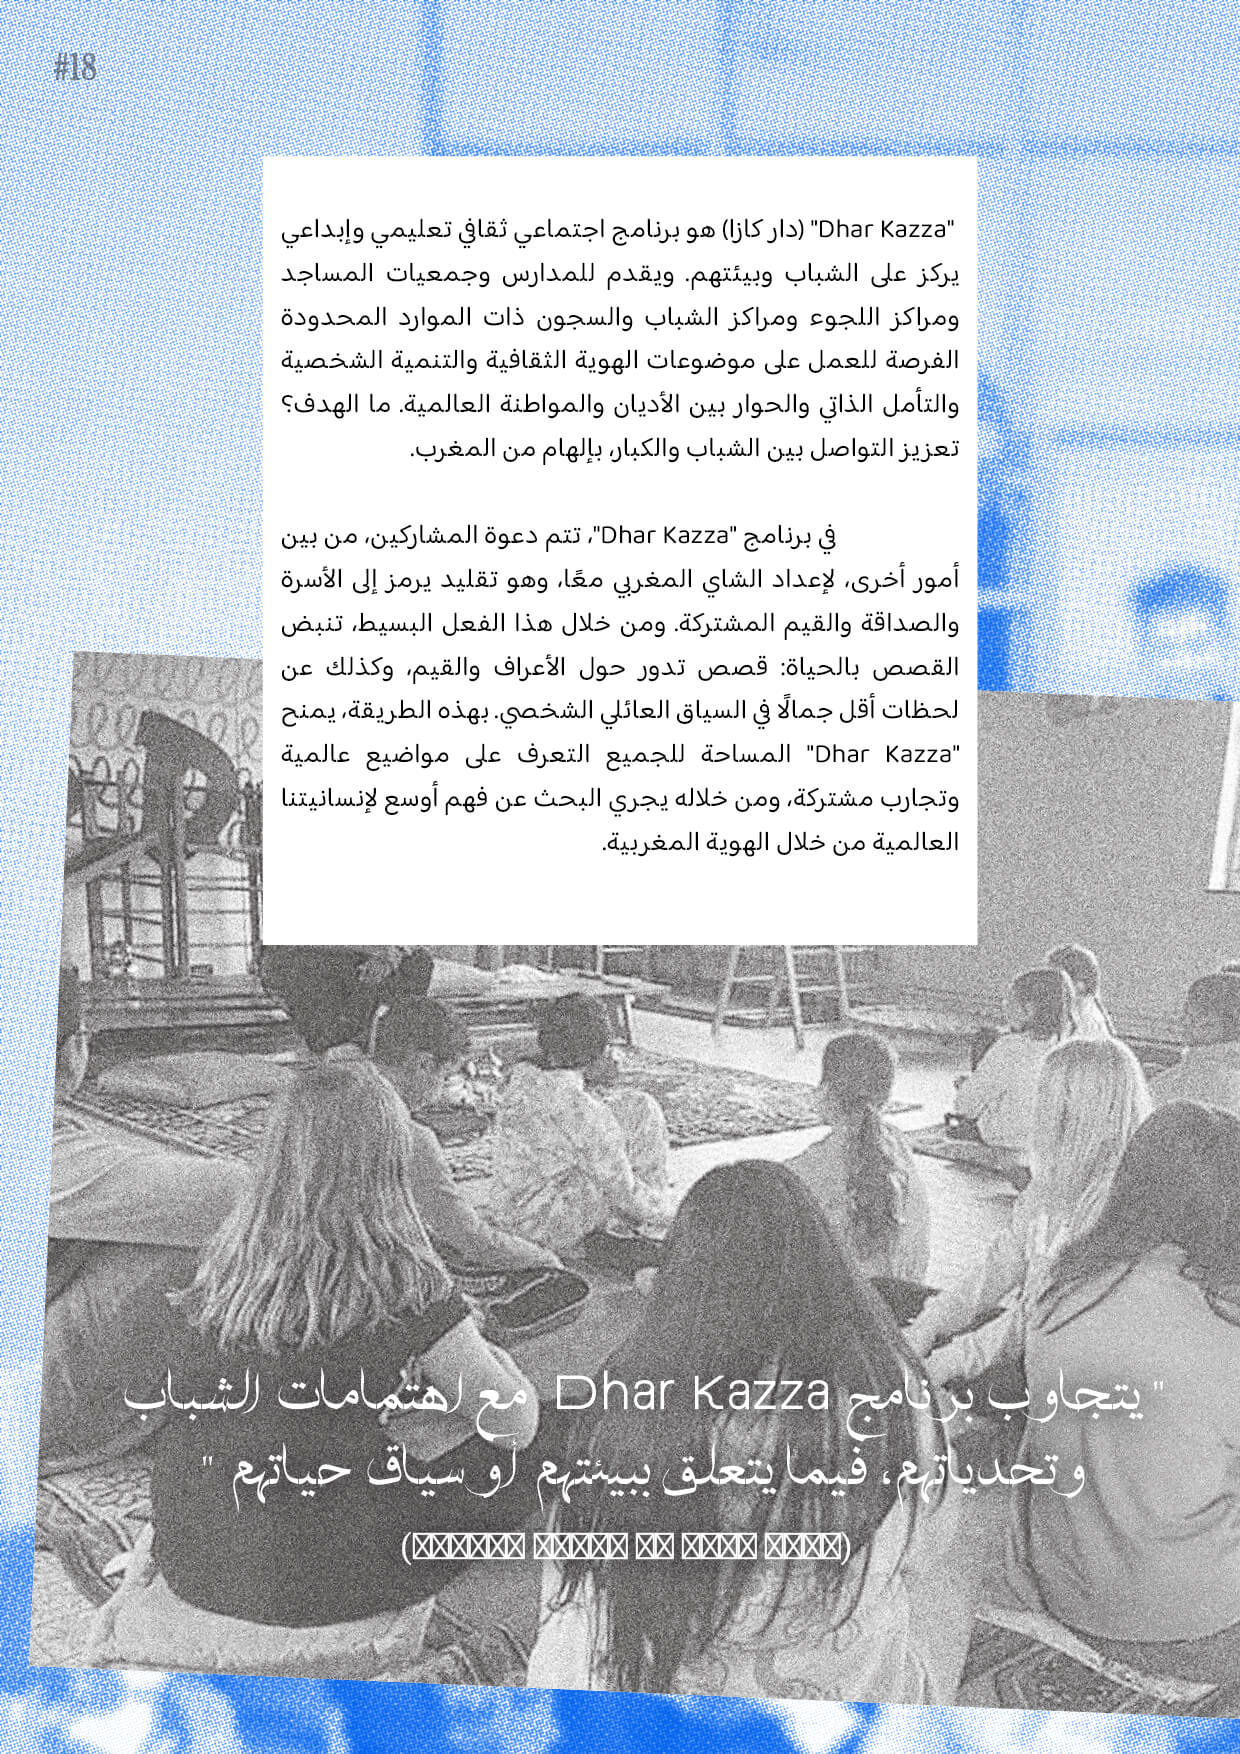 #18
"Dhar Kazza" (دار كازا) هو برنامج اجتماعي ثقافي تعليمي وإبداعي
يركز على الشباب وبيئتهم. ويقدم للمدارس وجمعيات المساجد
ومراكز اللجوء ومراكز الشباب والسجون ذات الموارد المحدودة
الفرصة للعمل على موضوعات الهوية الثقافية والتنمية الشخصية
والتأمل الذاتي والحوار بين الأديان والمواطنة العالمية. ما الهدف؟
تعزيز التواصل بين الشباب والكبار، بإلهام من المغرب.
في برنامج "Dhar Kazza"، تتم دعوة المشاركين، من بين
أمور أخرى، لإعداد الشاي المغربي معًا، وهو تقليد يرمز إلى الأسرة
والصداقة والقيم المشتركة. ومن خلال هذا الفعل البسيط، تنبض
القصص بالحياة: قصص تدور حول الأعراف والقيم، وكذلك عن
لحظات أقل جمالًا في السياق العائلي الشخصي. بهذه الطريقة، يمنح
"Dhar Kazza" المساحة للجميع التعرف على مواضيع عالمية
وتجارب مشتركة، ومن خلاله يجري البحث عن فهم أوسع لإنسانيتنا
العالمية من خلال الهوية المغربية.
" يتجاوب برنامج Dhar Kazza مع اهتمامات الشباب
وتحدياتهم، فيما يتعلق ببيئتهم أو سياق حياتهم "